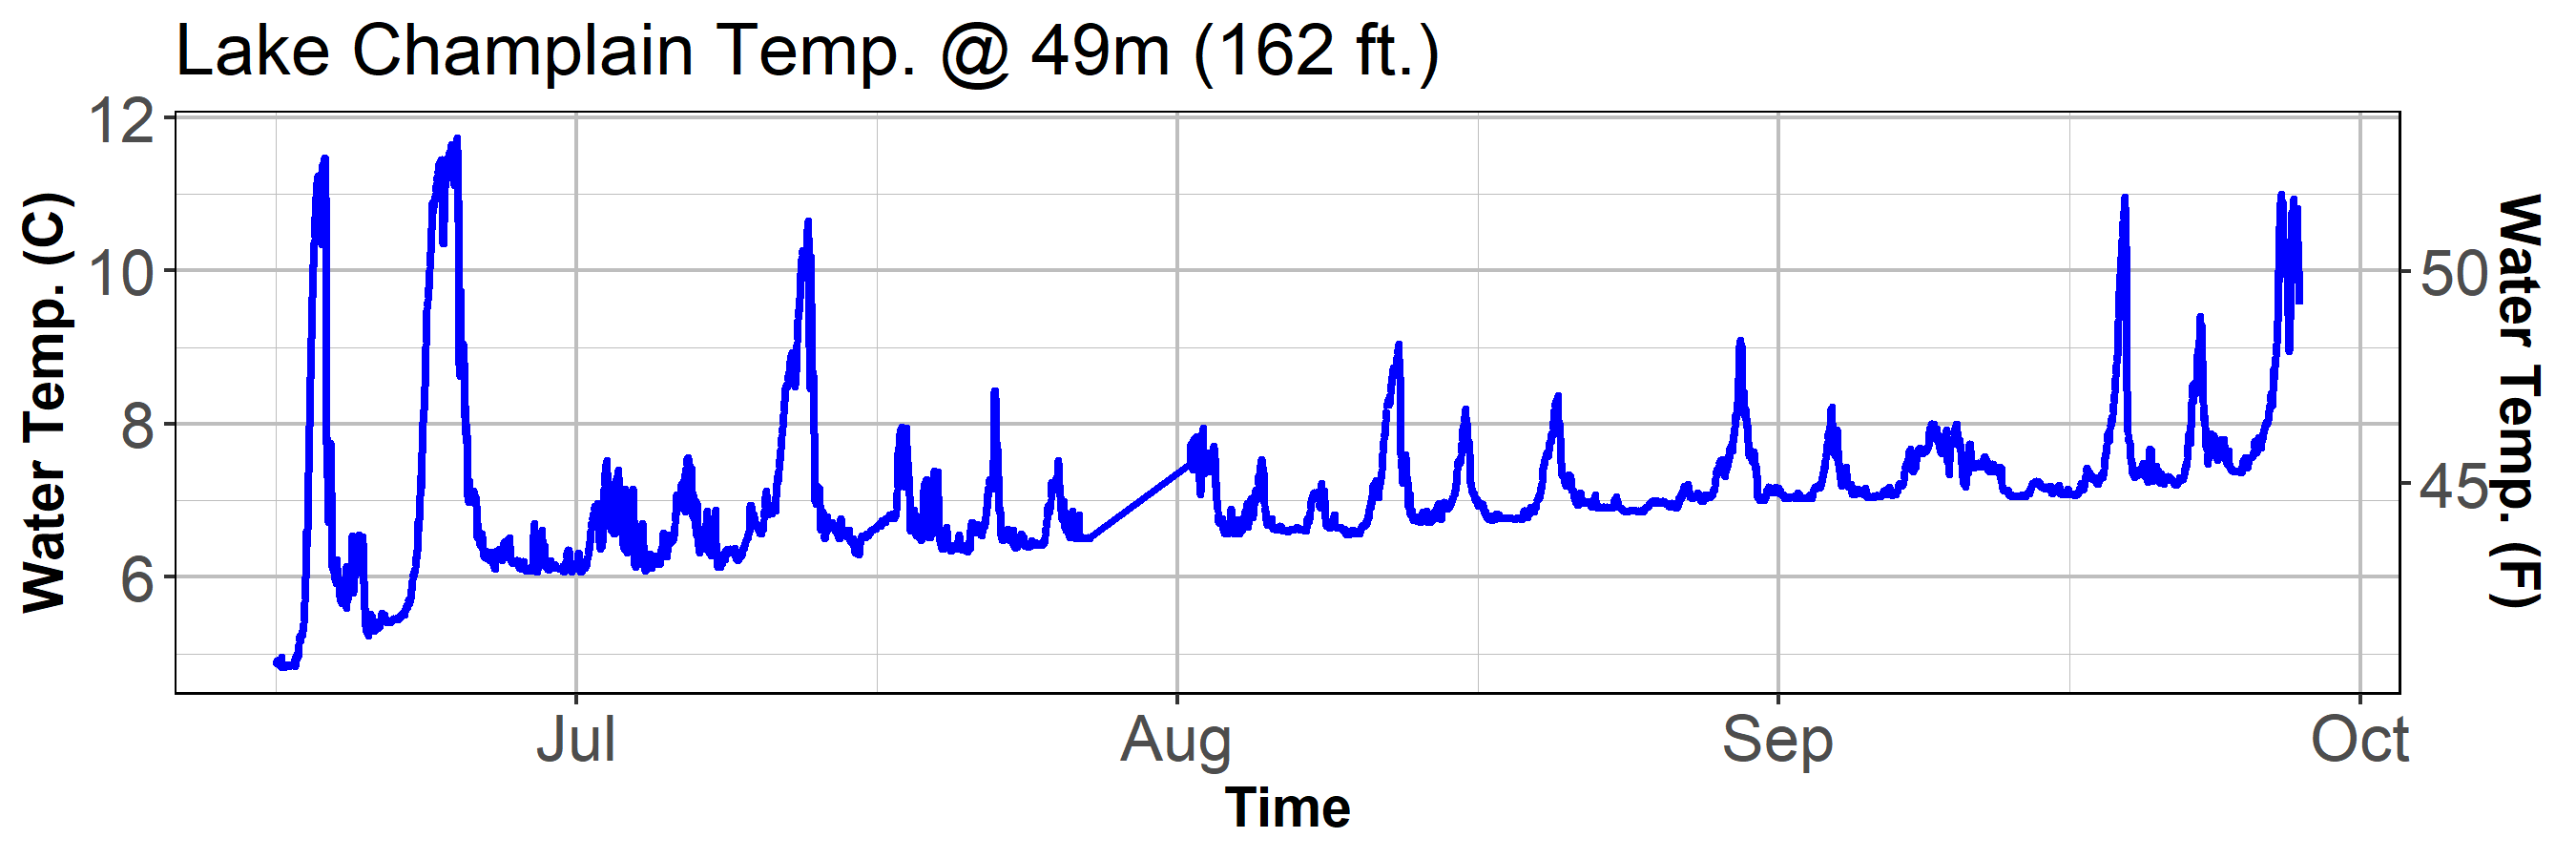 Lake Champlain Temp. @ 49m (162 ft.)
12
10
8
6
Water Temp. (C)
50
45
Water Temp. (F)
Jul Aug Sep Oct
Time